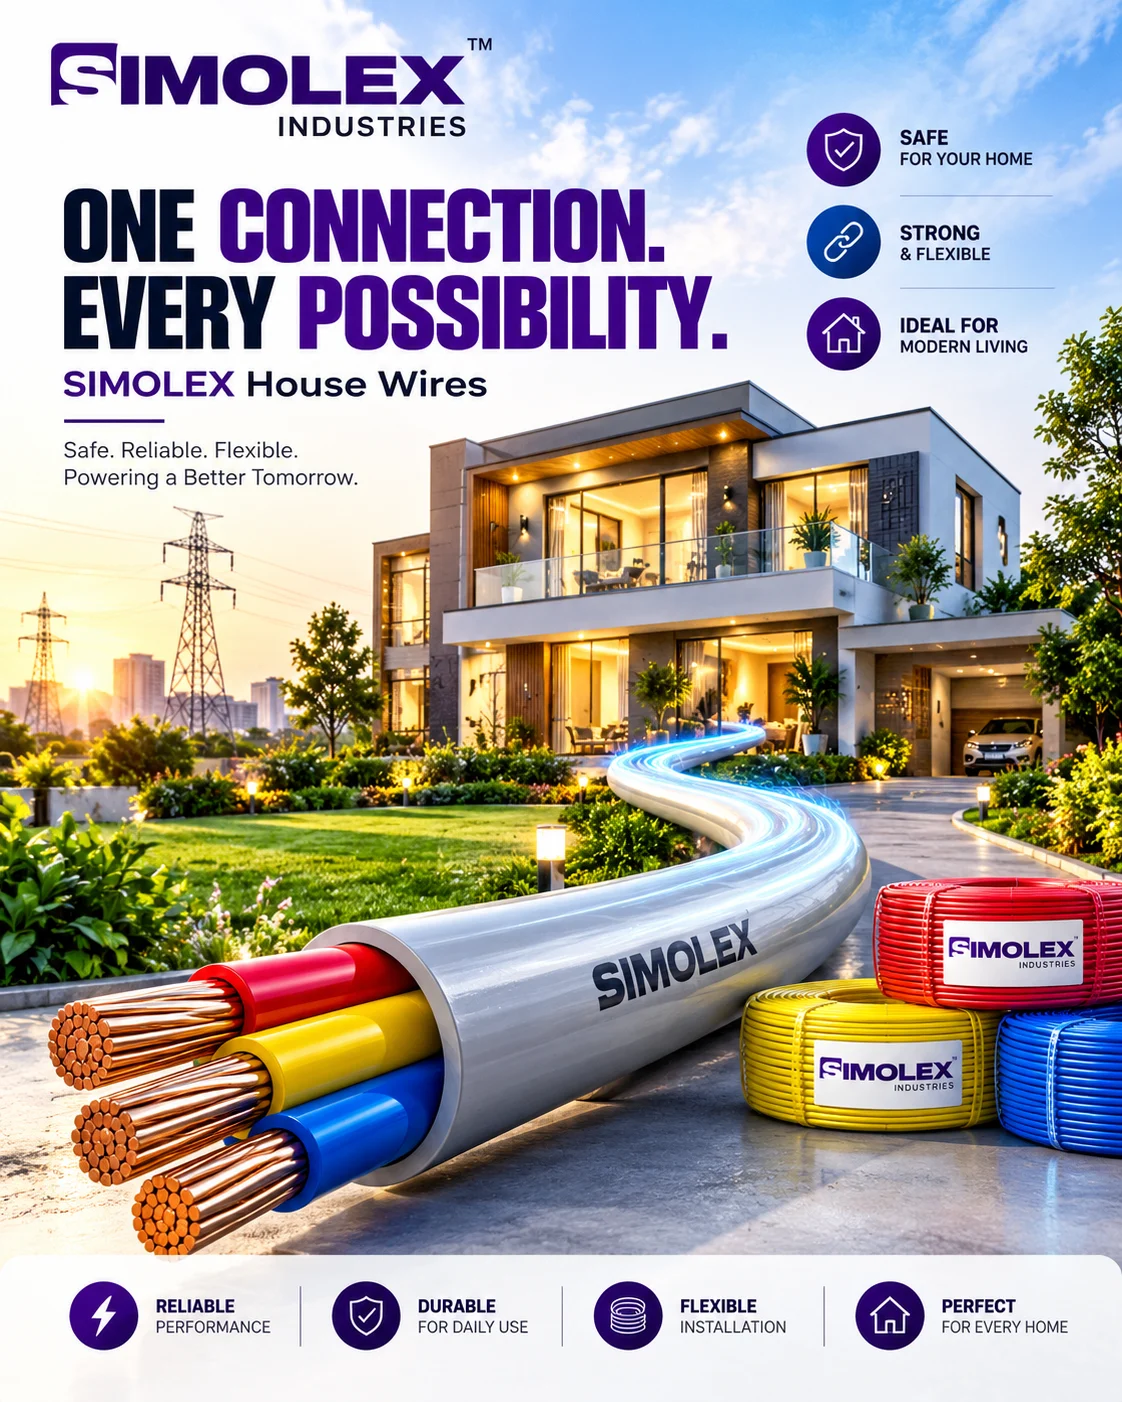 SIMOLEX™
INDUSTRIES
ONE CONNECTION.
EVERY POSSIBILITY.
SIMOLEX House Wires
Safe. Reliable. Flexible.
Powering a Better Tomorrow.
SAFE
FOR YOUR HOME
STRONG
& FLEXIBLE
IDEAL FOR
MODERN LIVING
SIMOLEX
SIMOLEX™
INDUSTRIES
SIMOLEX™
INDUSTRIES
RELIABLE
PERFORMANCE
DURABLE
FOR DAILY USE
FLEXIBLE
INSTALLATION
PERFECT
FOR EVERY HOME